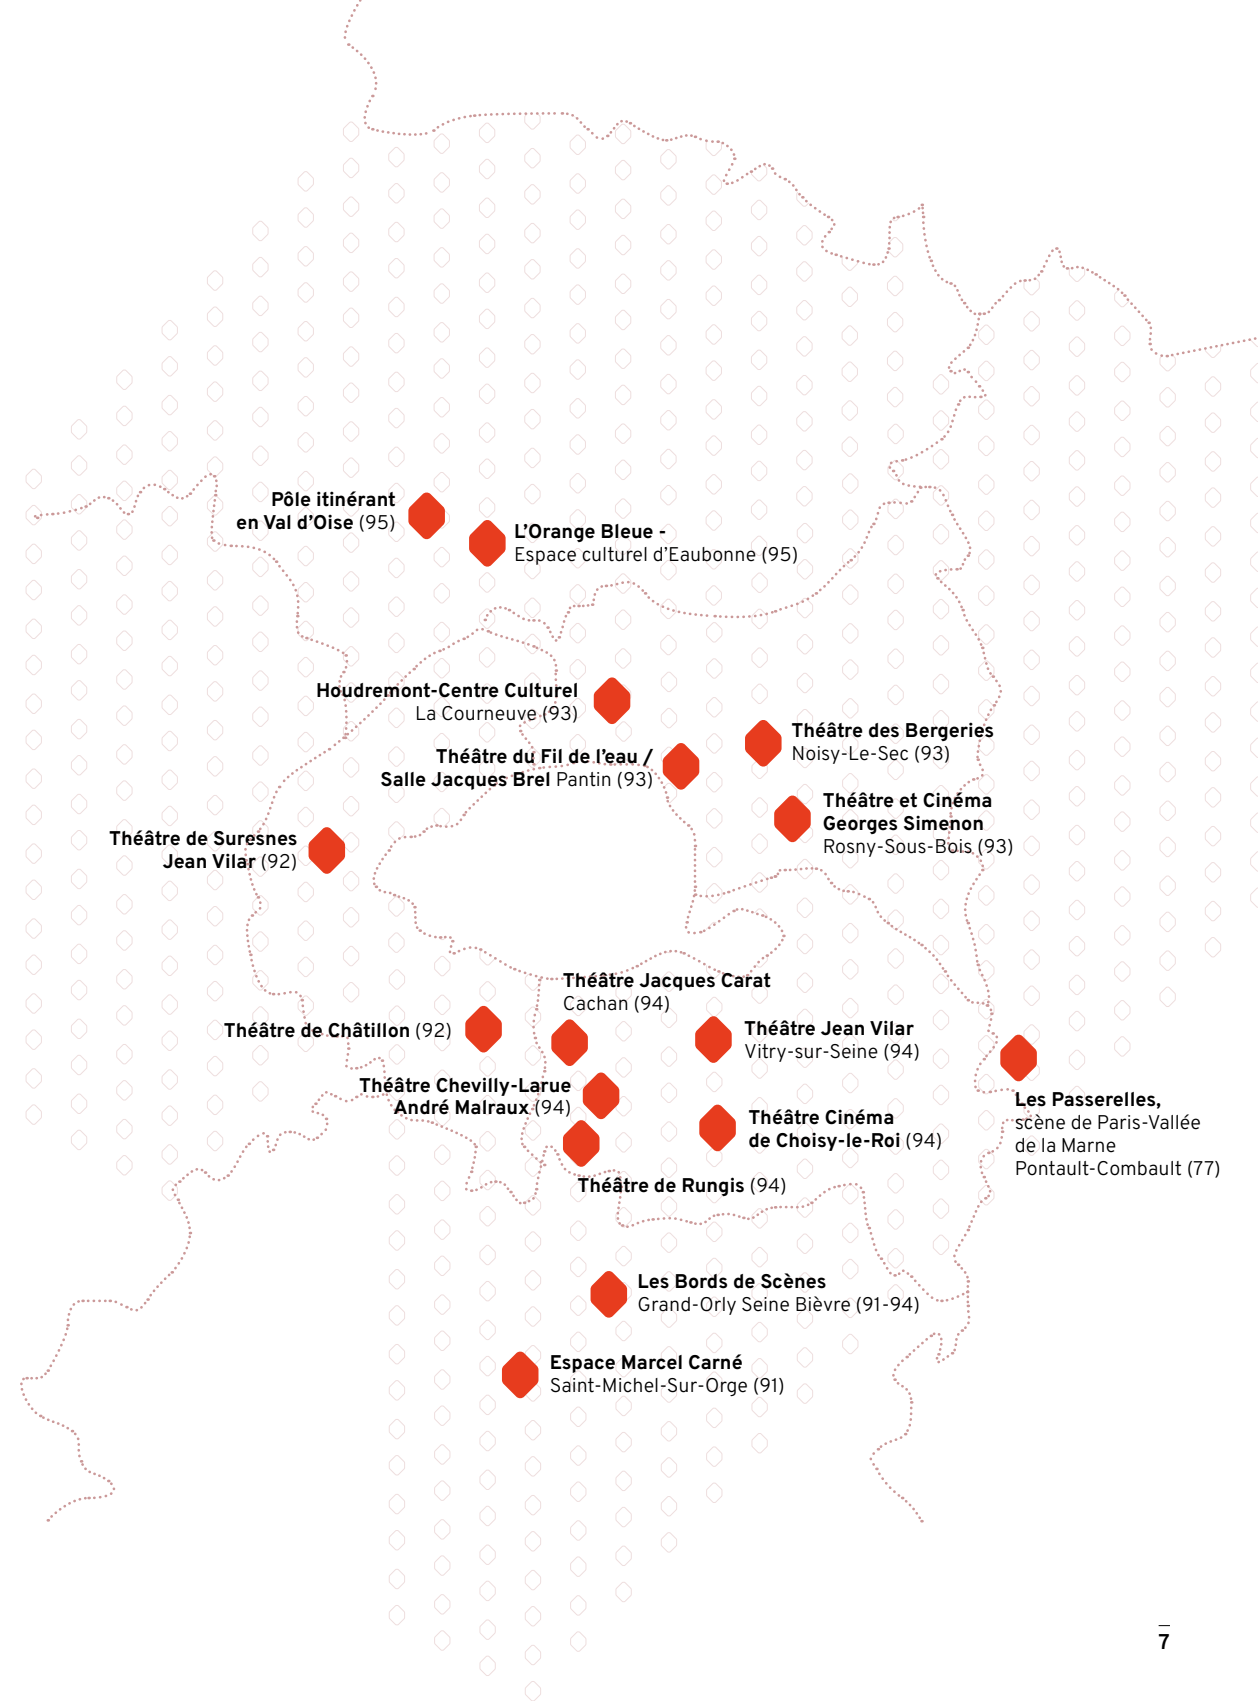 Pôle itinérant
en Val d’Oise (95)
L’Orange Bleue -
Espace culturel d’Eaubonne (95)
Houdremont-Centre Culturel
La Courneuve (93)
Théâtre des Bergeries
Noisy-Le-Sec (93)
Théâtre du Fil de l’eau /
Salle Jacques Brel Pantin (93)
Théâtre et Cinéma
Georges Simenon
Rosny-Sous-Bois (93)
Théâtre de Suresnes
Jean Vilar (92)
Théâtre Jacques Carat
Cachan (94)
Théâtre de Châtillon (92)
Théâtre Jean Vilar
Vitry-sur-Seine (94)
Théâtre Chevilly-Larue
André Malraux (94)
Les Passerelles,
scène de Paris-Vallée
de la Marne
Pontault-Combault (77)
Théâtre Cinéma
de Choisy-le-Roi (94)
Théâtre de Rungis (94)
Les Bords de Scènes
Grand-Orly Seine Bièvre (91-94)
Espace Marcel Carné
Saint-Michel-Sur-Orge (91)
7